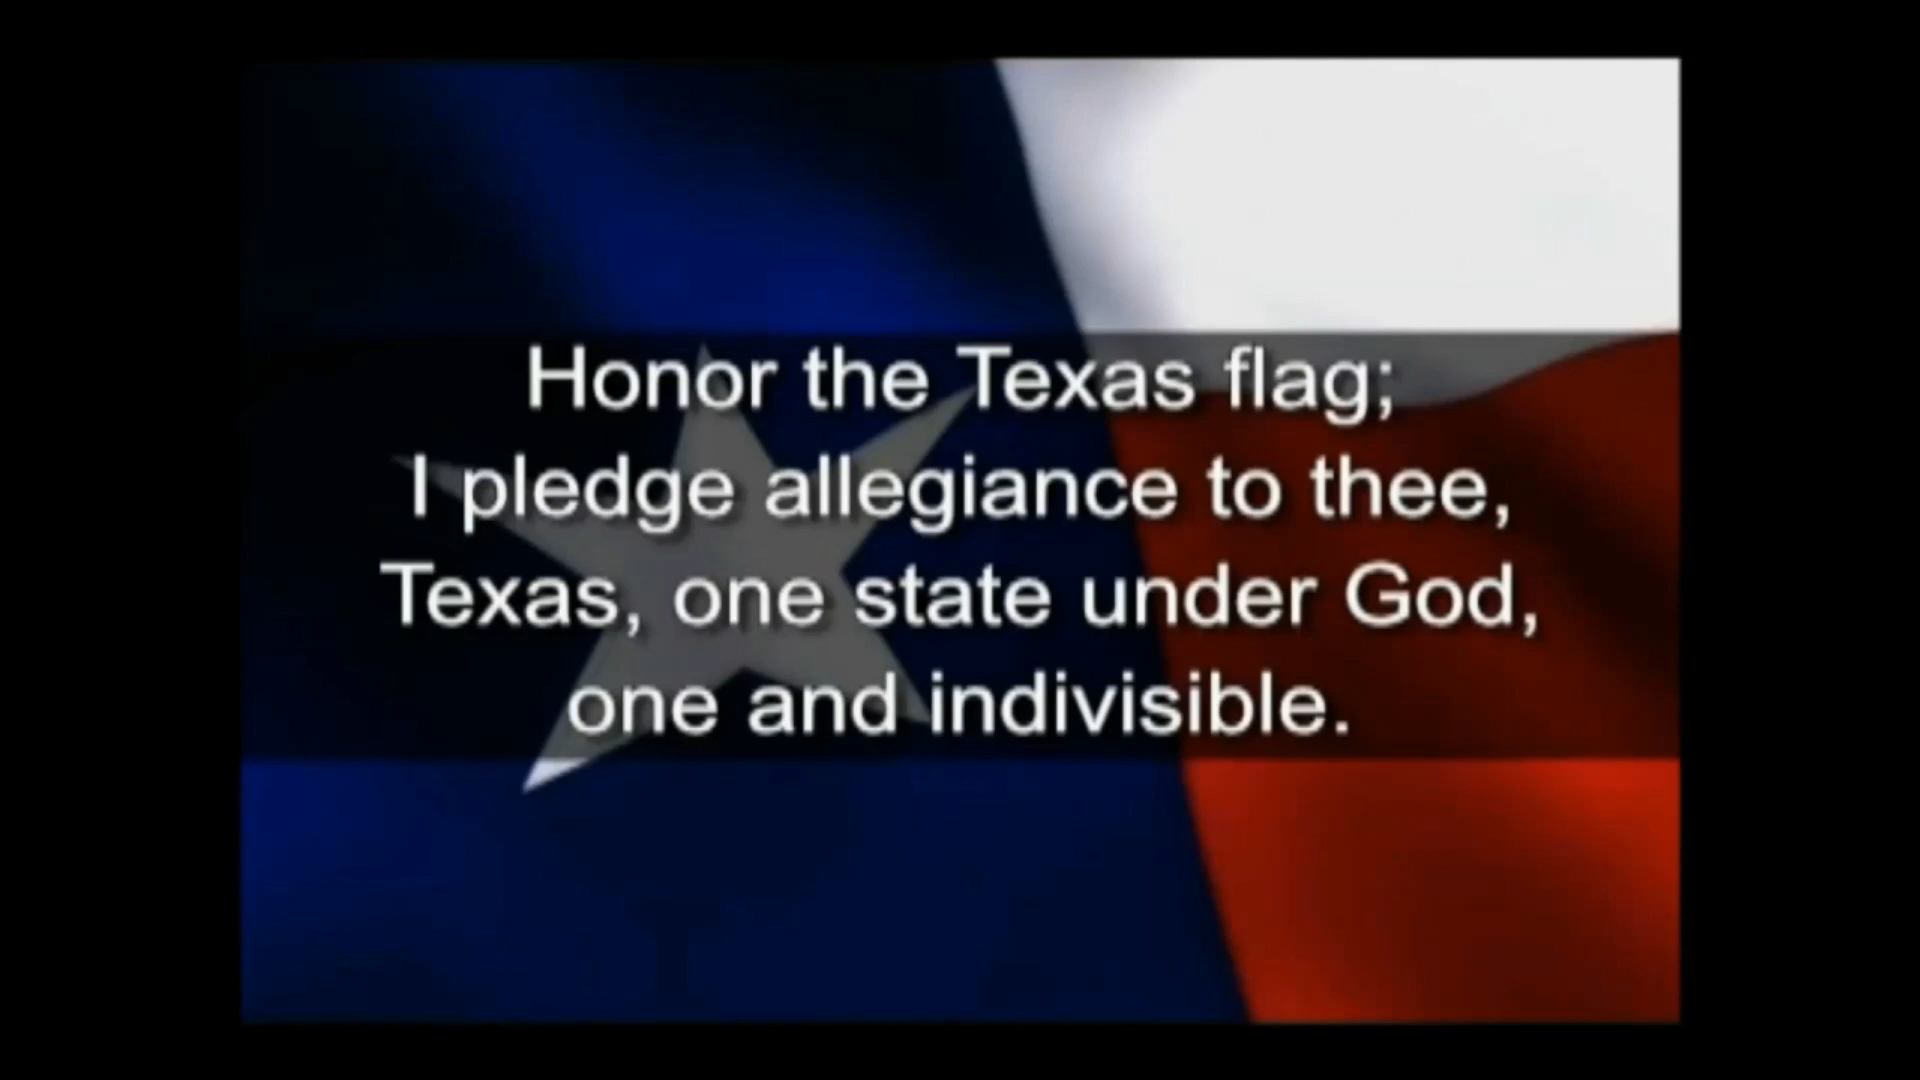 Honor the Texas flag;
I pledge allegiance to thee,
Texas, one state under God,
one and indivisible.